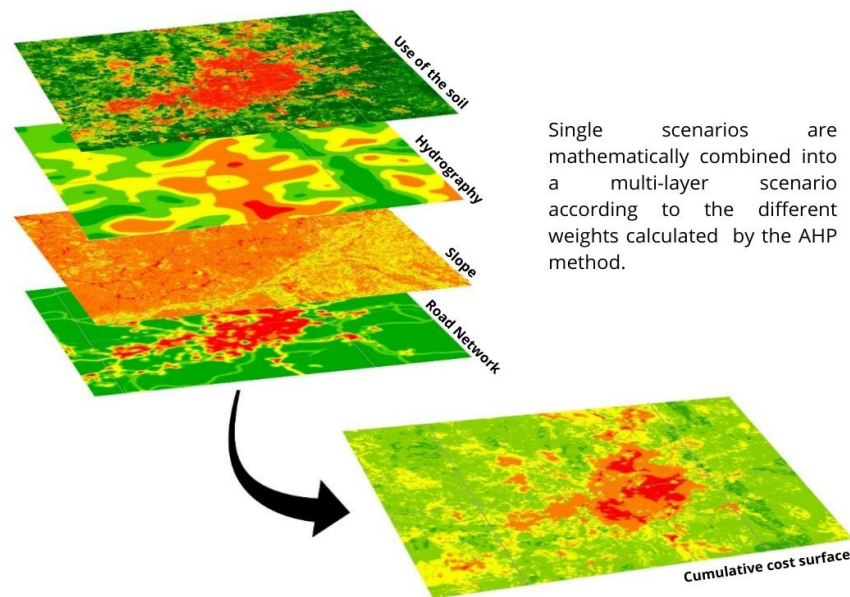 Use of the soil
Hydrography
Slope
Road Network
Single scenarios are
mathematically combined into
a multi-layer scenario
according to the different
weights calculated by the AHP
method.
Cumulative cost surface